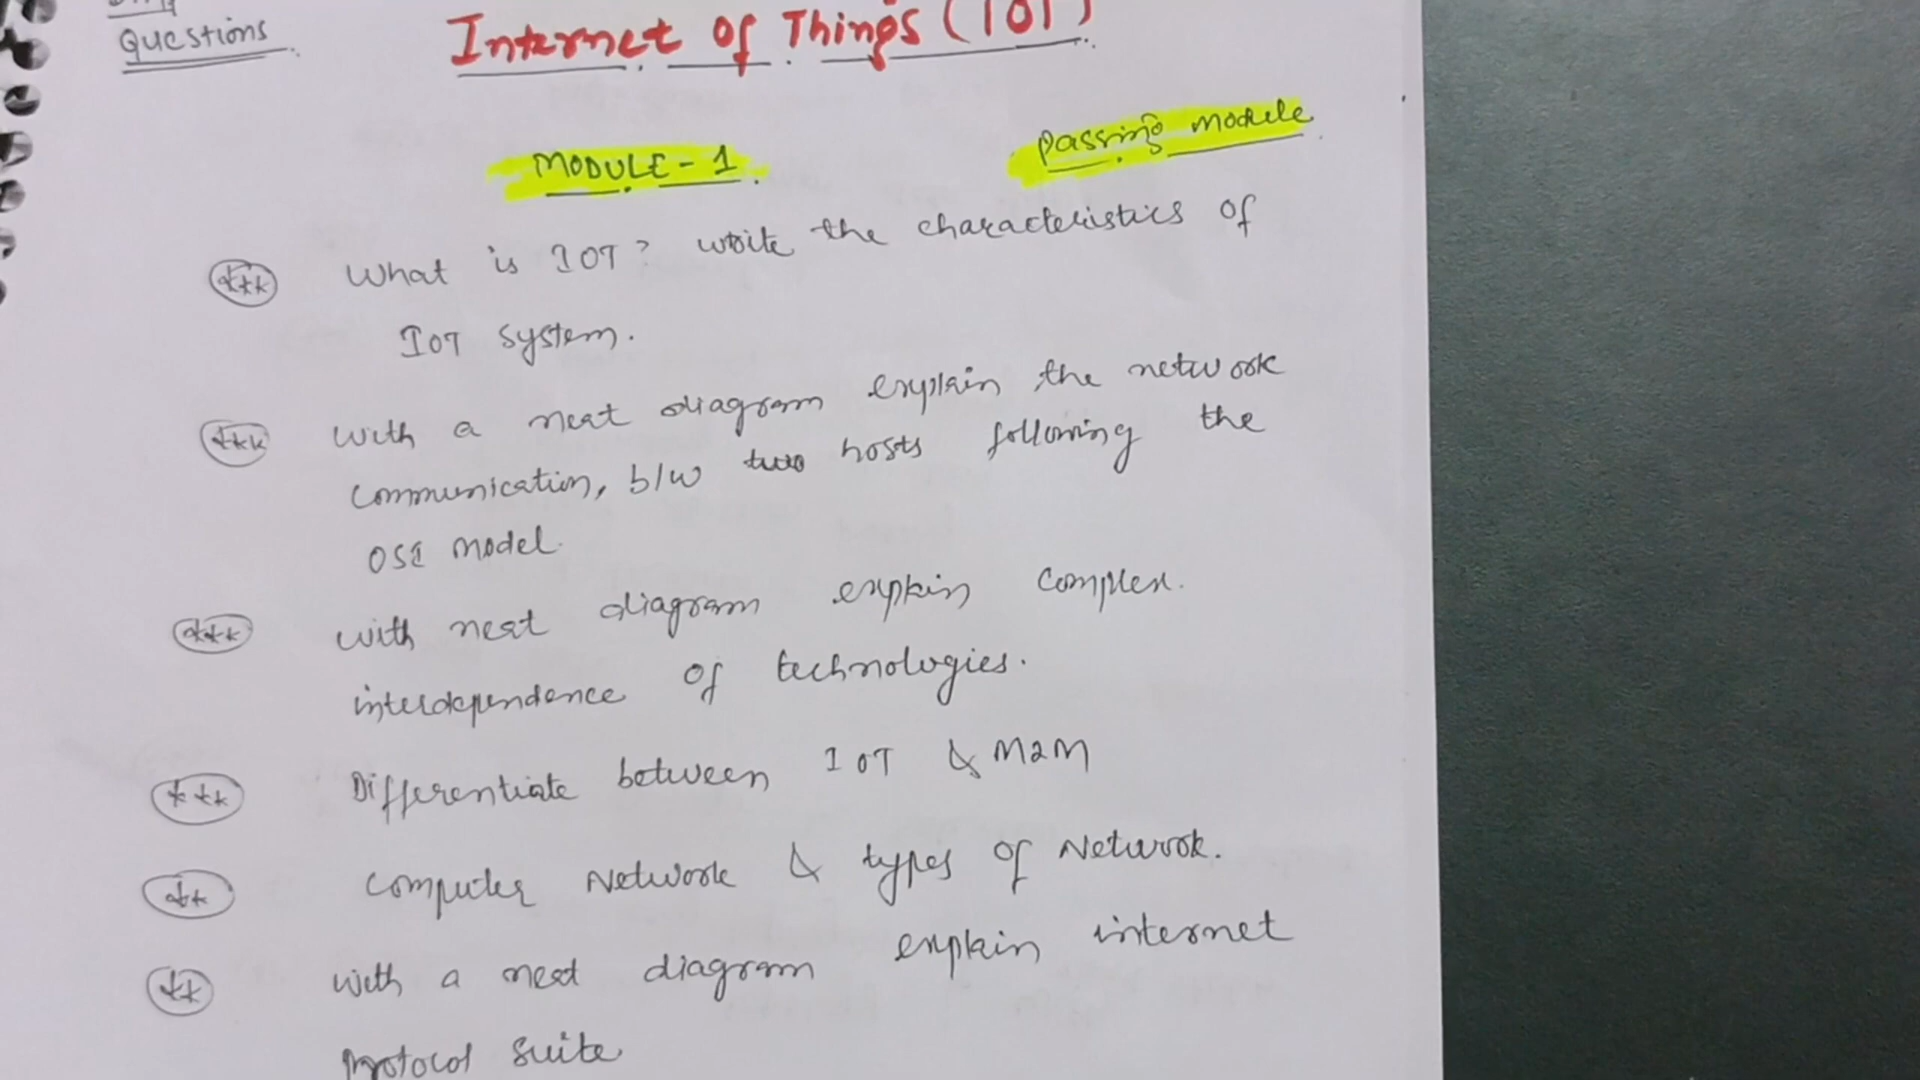 Questions
Internet of Things (IOT)
MODULE - 1
Passing module
*** What is IOT? write the characteristics of
IOT system.
*** with a neat diagram explain the network
communication, b/w two hosts following the
OSI model.
*** with neat diagram explain complex.
interdependence of technologies.
*** Differentiate between IOT & M2M
** Computer Network & types of Network.
** with a neat diagram explain internet
protocol suite